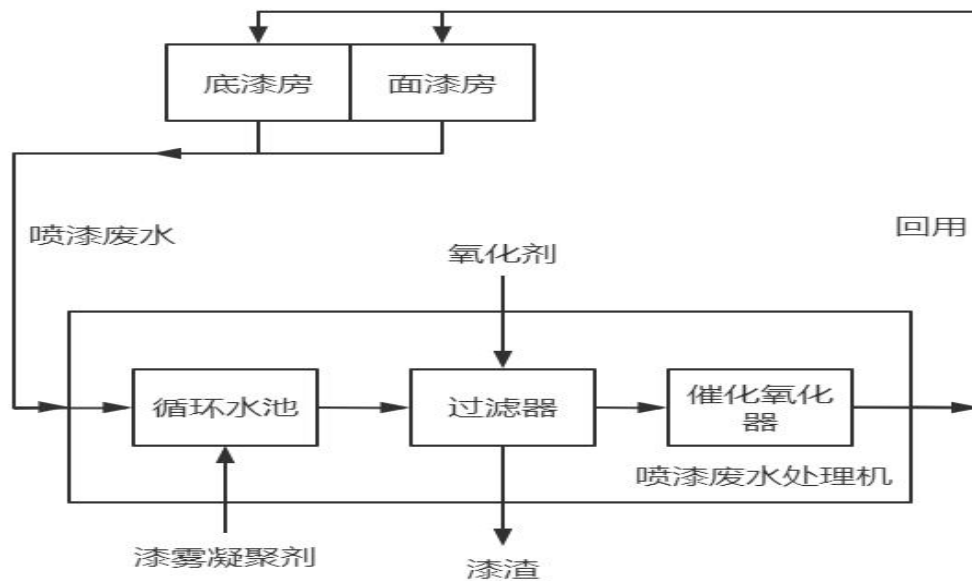 底漆房
面漆房
喷漆废水
回用
氧化剂
循环水池
过滤器
催化氧化
器
喷漆废水处理机
漆雾凝聚剂
漆渣